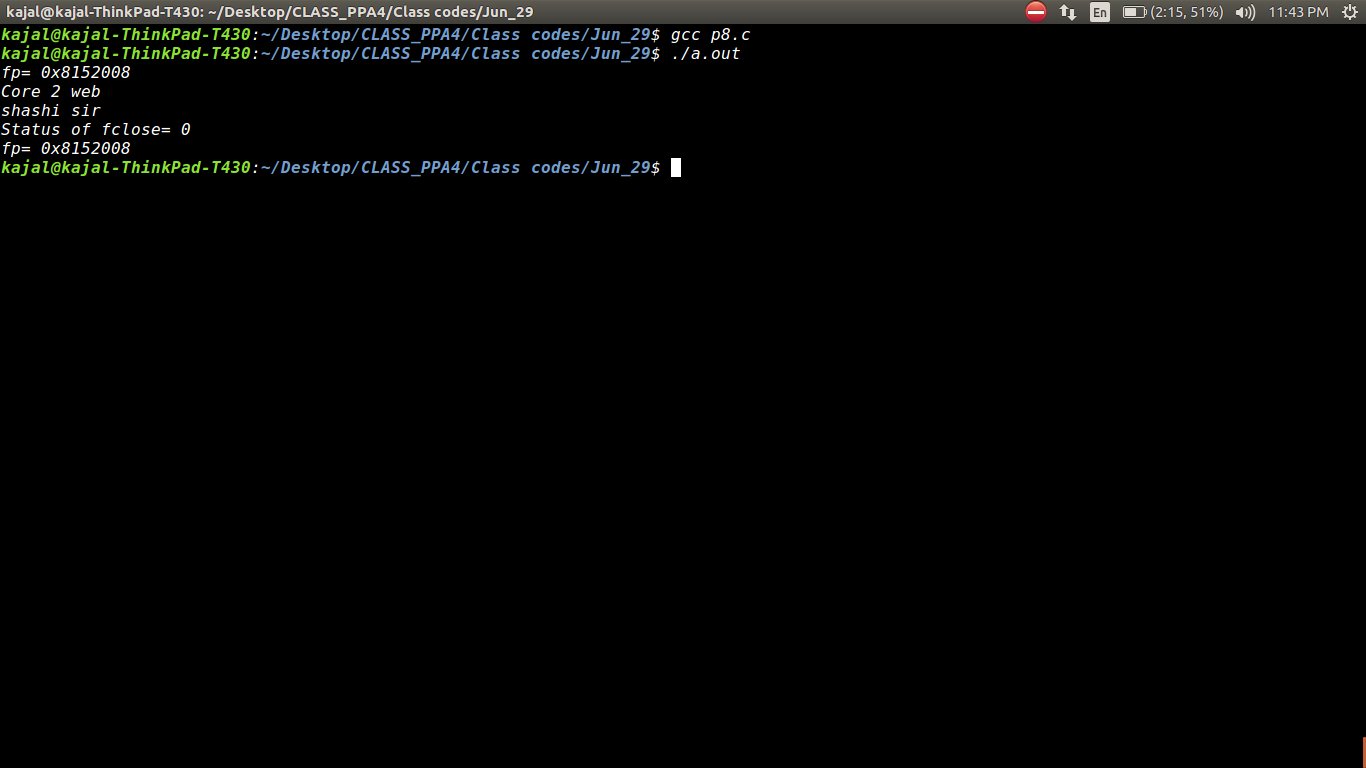 kajal@kajal-ThinkPad-T430: ~/Desktop/CLASS_PPA4/Class codes/Jun_29 En (2:15, 51%) 11:43 PM
kajal@kajal-ThinkPad-T430:~/Desktop/CLASS_PPA4/Class codes/Jun_29$ gcc p8.c
kajal@kajal-ThinkPad-T430:~/Desktop/CLASS_PPA4/Class codes/Jun_29$ ./a.out
fp= 0x8152008
Core 2 web
shashi sir
Status of fclose= 0
fp= 0x8152008
kajal@kajal-ThinkPad-T430:~/Desktop/CLASS_PPA4/Class codes/Jun_29$